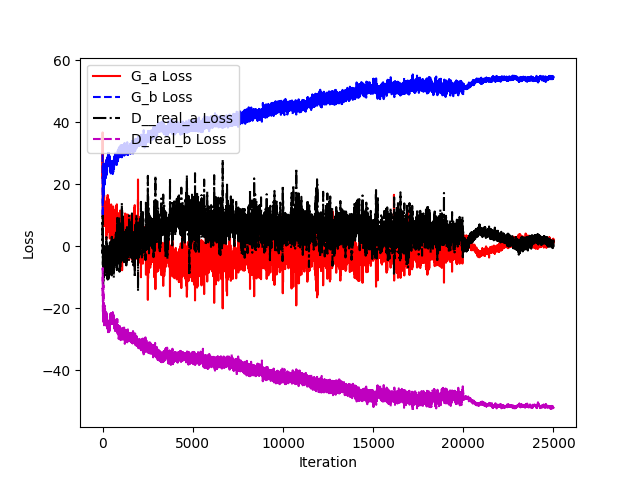 G_a Loss
G_b Loss
D__real_a Loss
D_real_b Loss
60
40
20
0
−20
−40
Loss
0 5000 10000 15000 20000 25000
Iteration